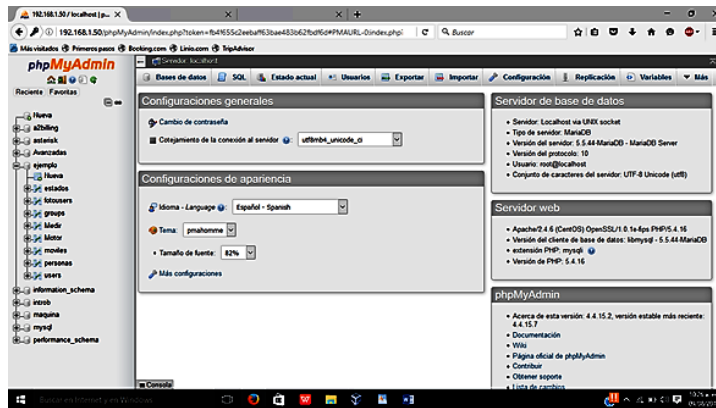 192.168.1.50 / localhost | p...
192.168.1.50/phpMyAdmin/index.php?token=fb4f655c2eebaff63bae483b62fbdf6d#PMAURL-0:index.php?
Buscar
Más visitados
Primeros pasos
Booking.com
Linio.com
TripAdvisor
phpMyAdmin
Reciente Favoritas
Nueva
a2billing
asterisk
Avanzadas
ejemplo
Nueva
estados
fotousers
groups
Medir
Motor
moviles
personas
users
information_schema
introb
maquina
mysql
performance_schema
Servidor: localhost
Bases de datos
SQL
Estado actual
Usuarios
Exportar
Importar
Configuración
Replicación
Variables
Más
Configuraciones generales
Cambio de contraseña
Cotejamiento de la conexión al servidor
utf8mb4_unicode_ci
Configuraciones de apariencia
Idioma - Language
Español - Spanish
Tema:
pmahomme
Tamaño de fuente:
82%
Más configuraciones
Consola
Servidor de base de datos
Servidor: Localhost via UNIX socket
Tipo de servidor: MariaDB
Versión del servidor: 5.5.44-MariaDB - MariaDB Server
Versión del protocolo: 10
Usuario: root@localhost
Conjunto de caracteres del servidor: UTF-8 Unicode (utf8)
Servidor web
Apache/2.4.6 (CentOS) OpenSSL/1.0.1e-fips PHP/5.4.16
Versión del cliente de base de datos: libmysql - 5.5.44-MariaDB
extensión PHP: mysqli
Versión de PHP: 5.4.16
phpMyAdmin
Acerca de esta versión: 4.4.15.2, versión estable más reciente:
4.4.15.7
Documentación
Wiki
Página oficial de phpMyAdmin
Contribuir
Obtener soporte
Lista de cambios
Buscar en Internet y en Windows